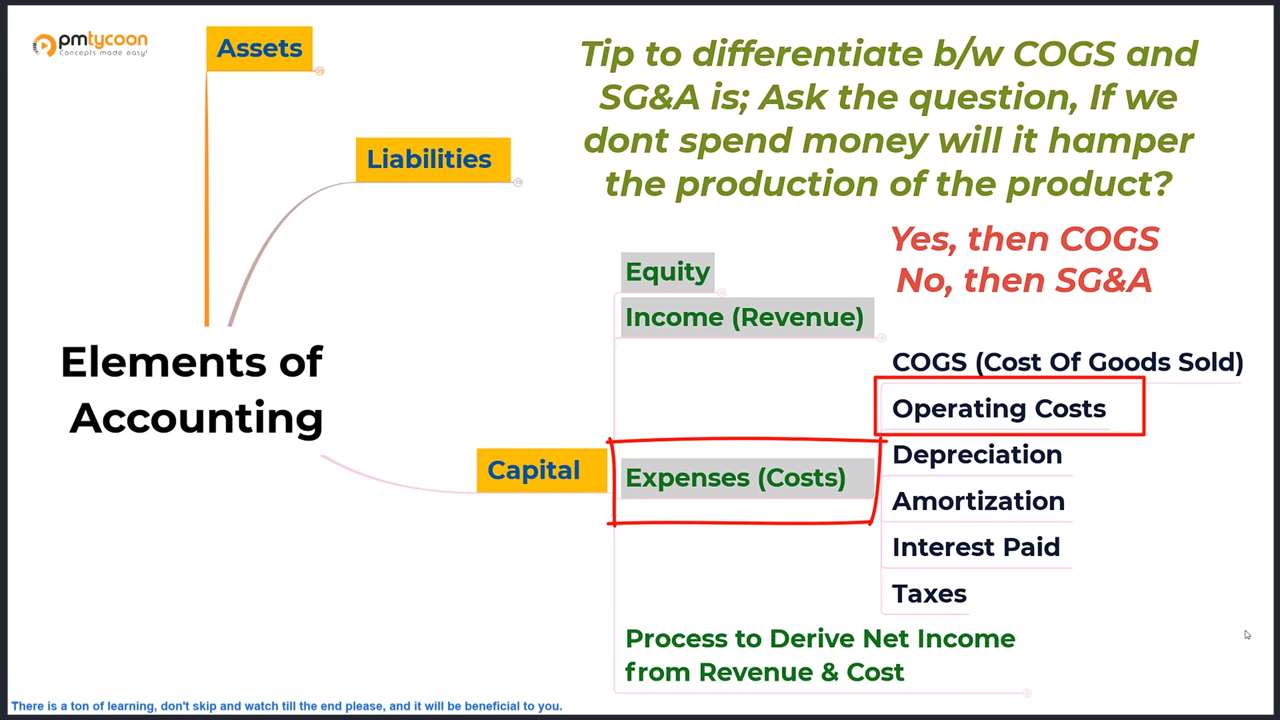 pmtycoon
Concepts made easy!
Assets
Liabilities
Tip to differentiate b/w COGS and
SG&A is; Ask the question, If we
dont spend money will it hamper
the production of the product?
Yes, then COGS
No, then SG&A
Elements of
Accounting
Capital
Equity
Income (Revenue)
Expenses (Costs)
COGS (Cost Of Goods Sold)
Operating Costs
Depreciation
Amortization
Interest Paid
Taxes
Process to Derive Net Income
from Revenue & Cost
There is a ton of learning, don't skip and watch till the end please, and it will be beneficial to you.